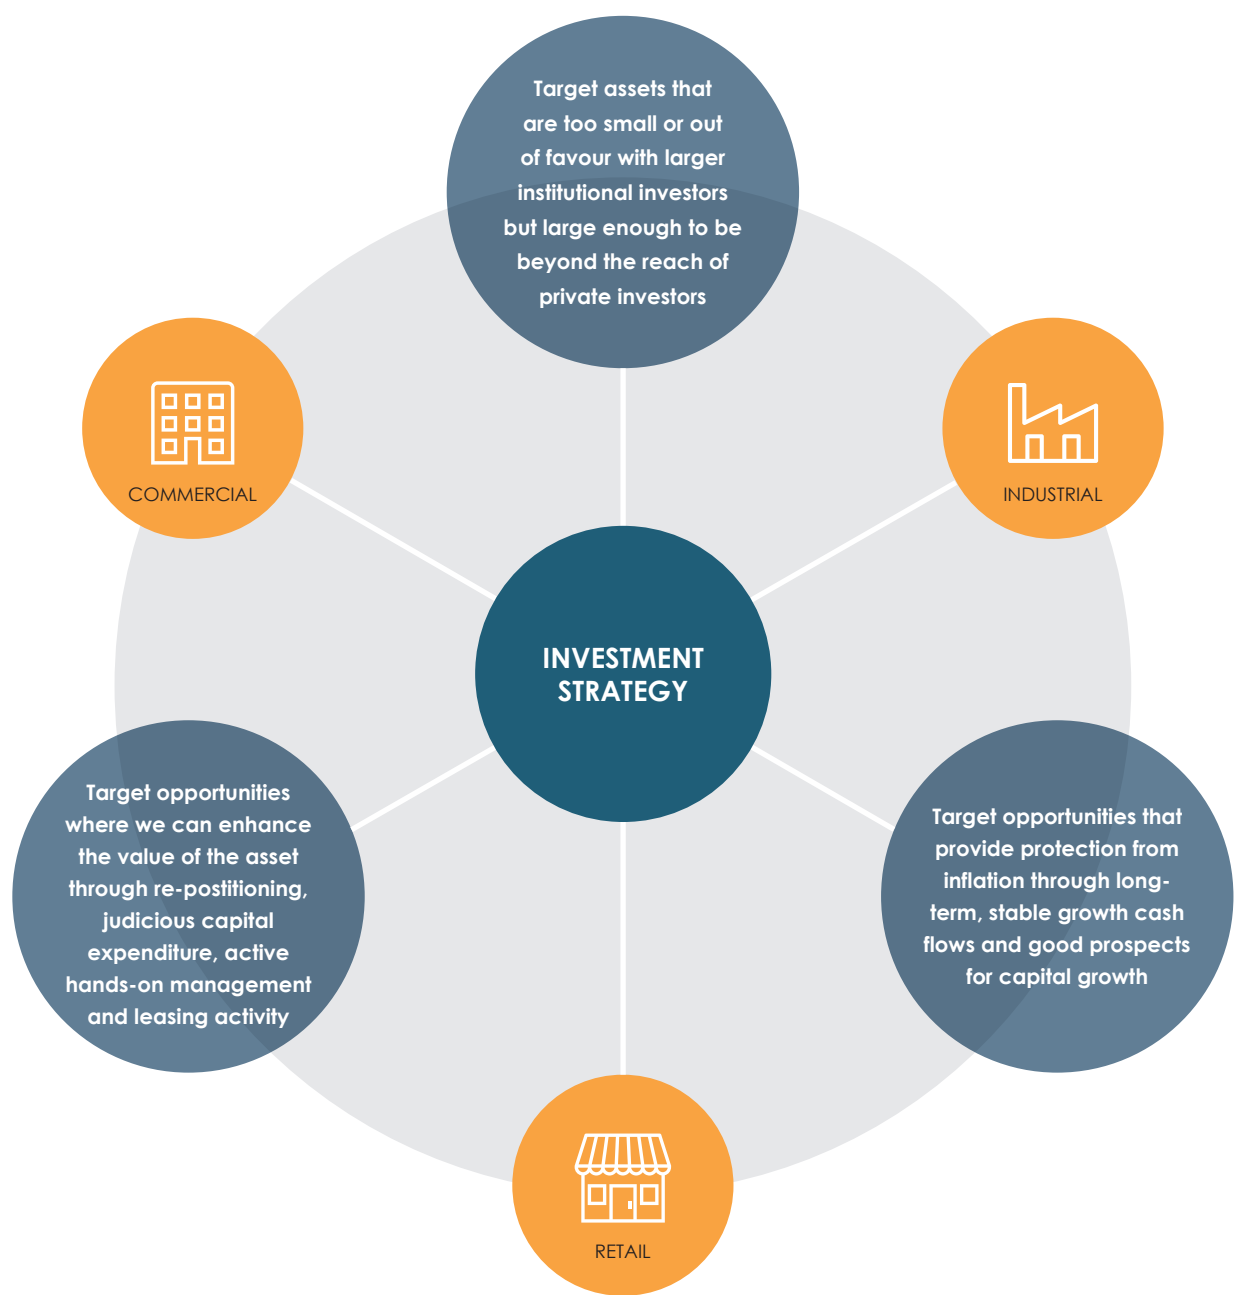 Target assets that
are too small or out
of favour with larger
institutional investors
but large enough to be
beyond the reach of
private investors
COMMERCIAL
INDUSTRIAL
INVESTMENT
STRATEGY
Target opportunities
where we can enhance
the value of the asset
through re-postitioning,
judicious capital
expenditure, active
hands-on management
and leasing activity
Target opportunities that
provide protection from
inflation through long-
term, stable growth cash
flows and good prospects
for capital growth
RETAIL